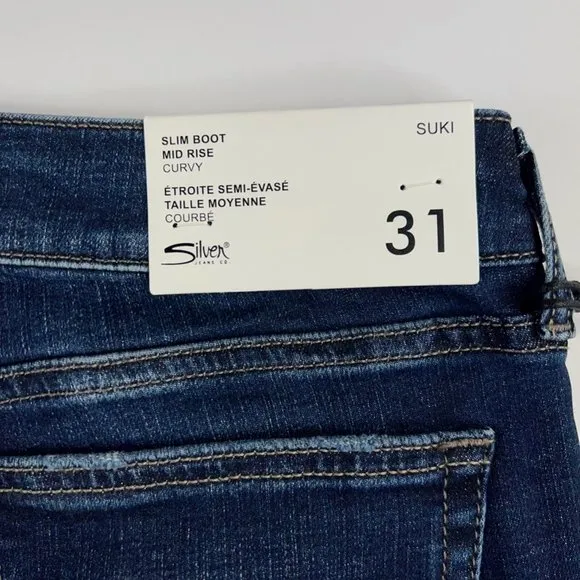 SLIM BOOT
MID RISE
CURVY
SUKI
ÉTROITE SEMI-ÉVASÉ
TAILLE MOYENNE
COURBÉ
Silver®
JEANS CO.
31